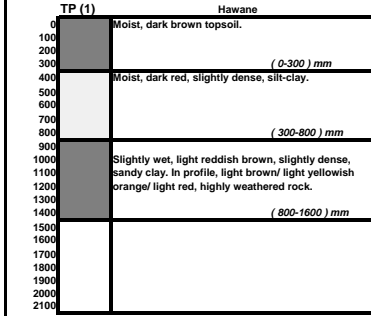 TP (1) Hawane
0 Moist, dark brown topsoil.
100
200
300 ( 0-300 ) mm
400 Moist, dark red, slightly dense, silt-clay.
500
600
700
800 ( 300-800 ) mm
900
1000 Slightly wet, light reddish brown, slightly dense,
1100 sandy clay. In profile, light brown/ light yellowish
1200 orange/ light red, highly weathered rock.
1300
1400 ( 800-1600 ) mm
1500
1600
1700
1800
1900
2000
2100